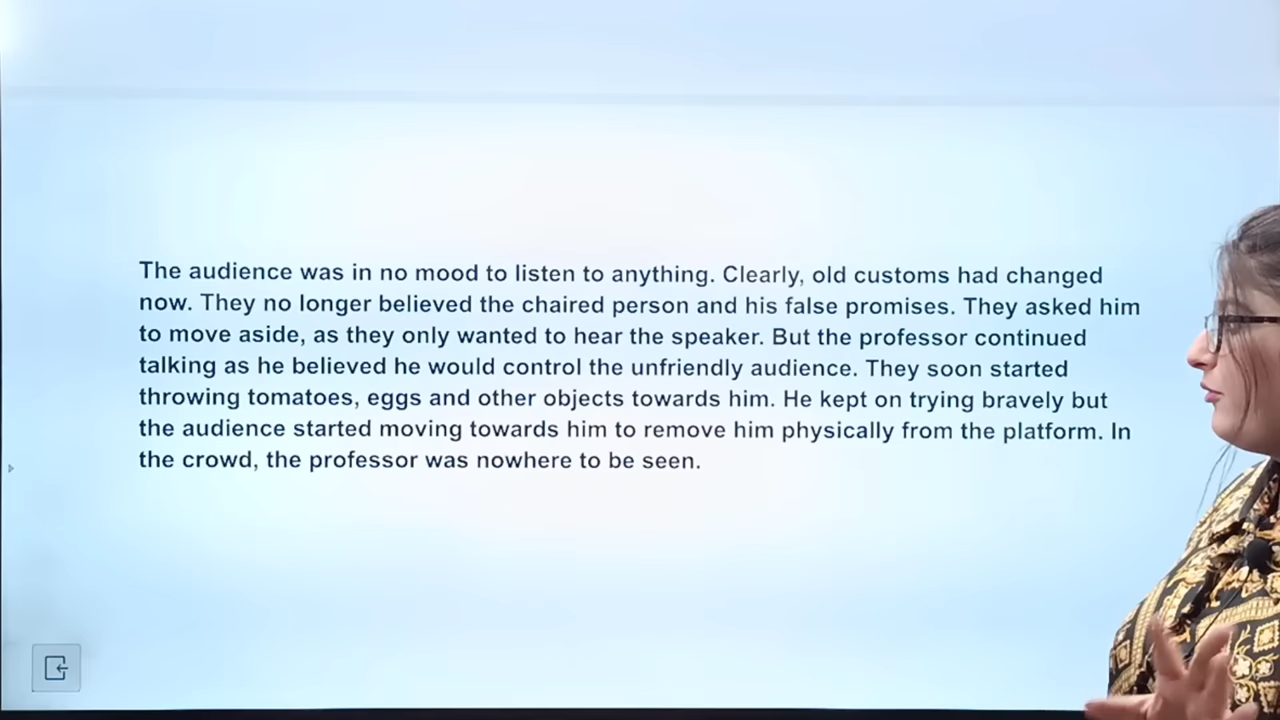 The audience was in no mood to listen to anything. Clearly, old customs had changed
now. They no longer believed the chaired person and his false promises. They asked him
to move aside, as they only wanted to hear the speaker. But the professor continued
talking as he believed he would control the unfriendly audience. They soon started
throwing tomatoes, eggs and other objects towards him. He kept on trying bravely but
the audience started moving towards him to remove him physically from the platform. In
the crowd, the professor was nowhere to be seen.